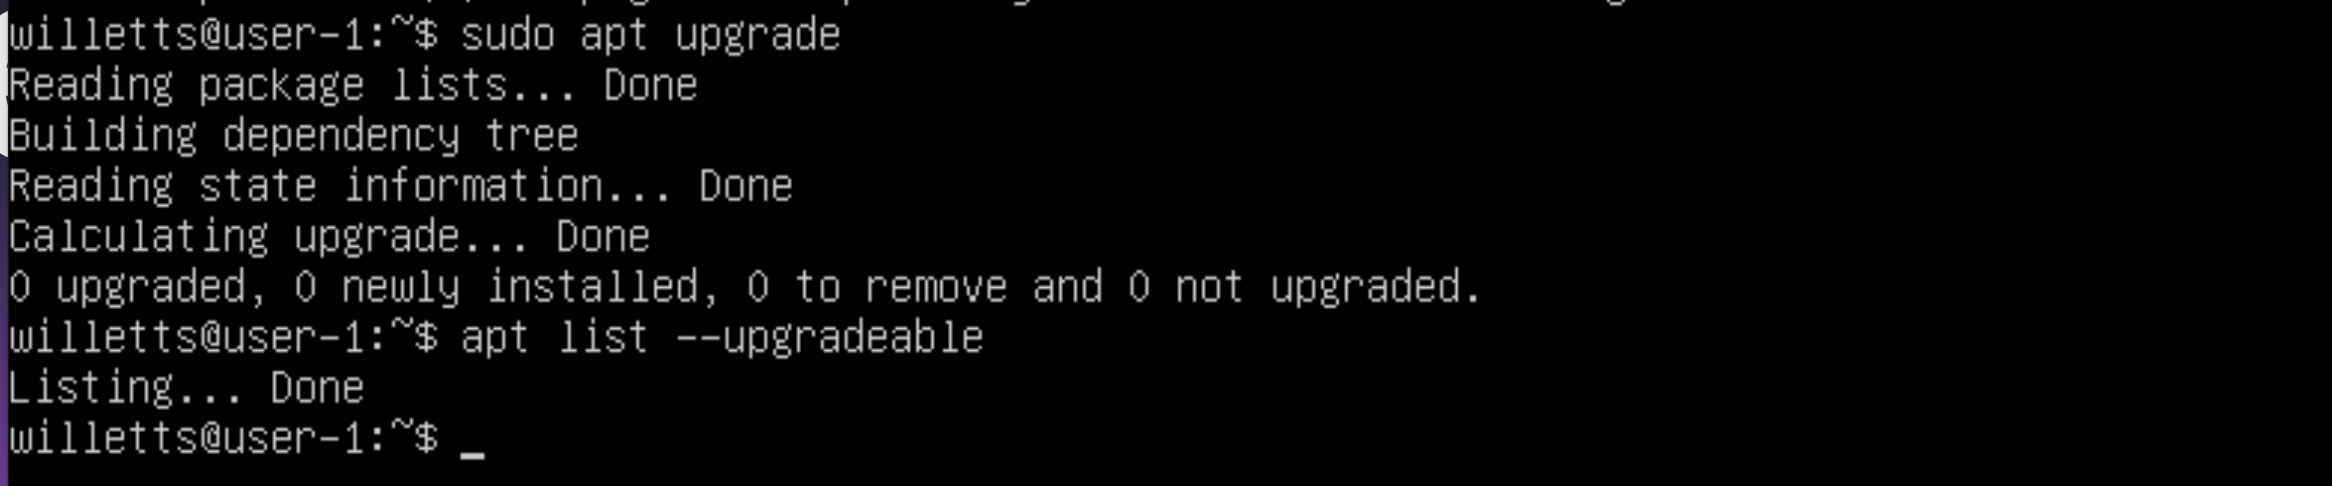 willetts@user-1:~$ sudo apt upgrade
Reading package lists... Done
Building dependency tree
Reading state information... Done
Calculating upgrade... Done
0 upgraded, 0 newly installed, 0 to remove and 0 not upgraded.
willetts@user-1:~$ apt list --upgradeable
Listing... Done
willetts@user-1:~$ _